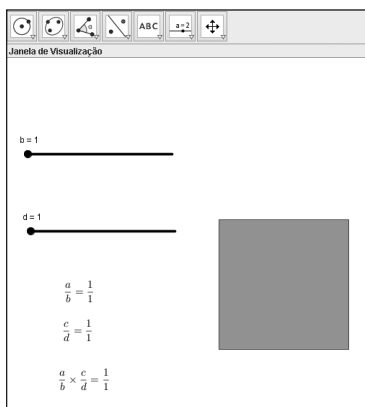 ABC
a=2
Janela de Visualização
b = 1
d = 1
a/b = 1/1
c/d = 1/1
a/b × c/d = 1/1